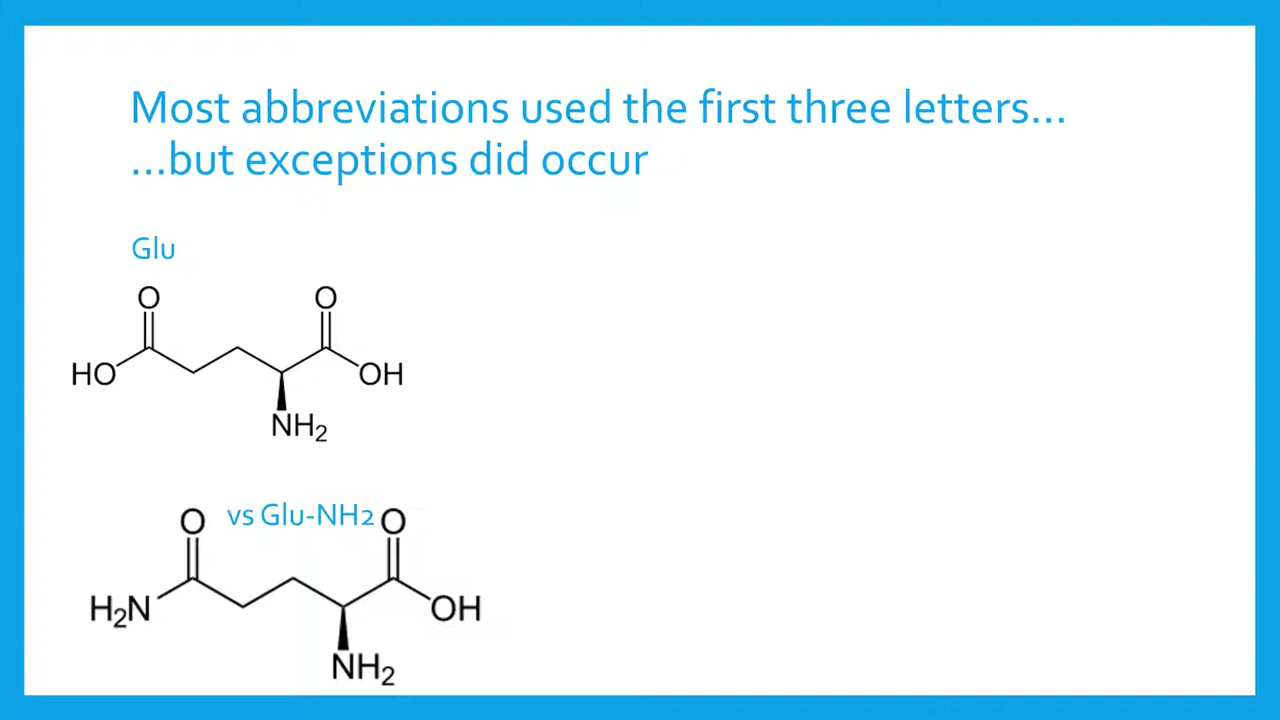 Most abbreviations used the first three letters...
...but exceptions did occur
Glu
O O
HO OH
NH2
O vs Glu-NH2 O
H2N OH
NH2